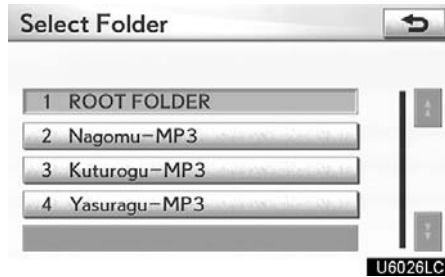 Select Folder
1 ROOT FOLDER
2 Nagomu-MP3
3 Kuturogu-MP3
4 Yasuragu-MP3
U6026LC